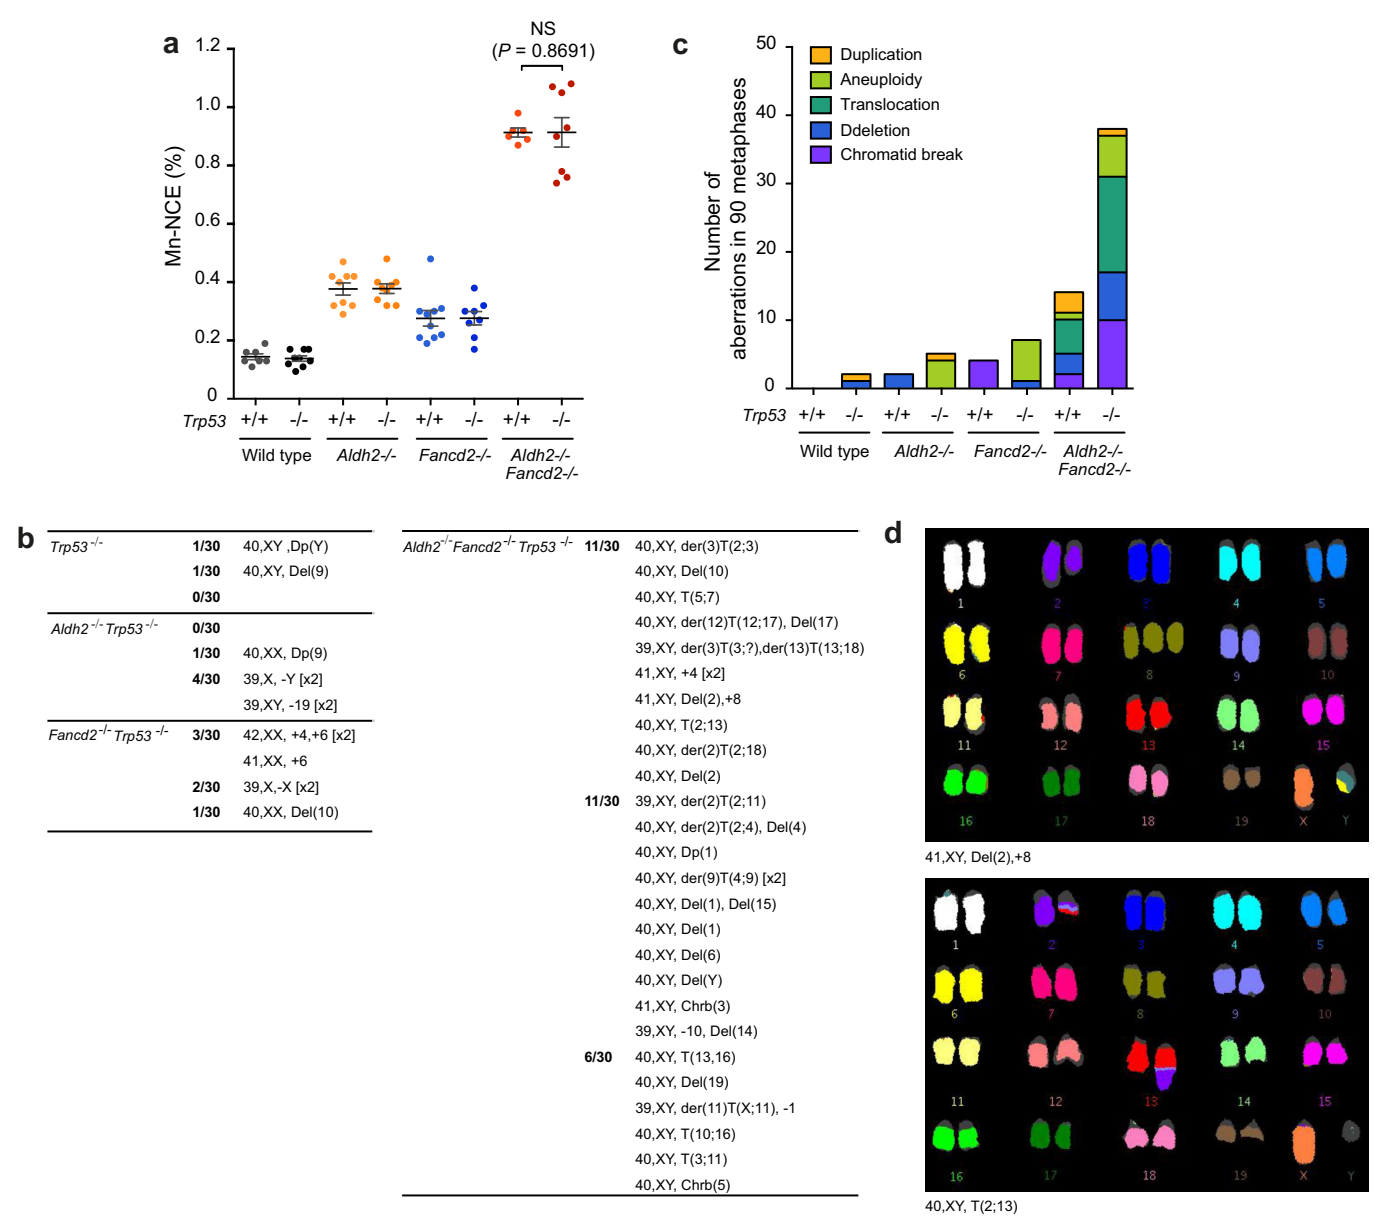 a
NS
(P = 0.8691)
1.2
1.0
0.8
0.6
0.4
0.2
0
Mn-NCE (%)
Trp53 +/+ -/- +/+ -/- +/+ -/- +/+ -/-
Wild type Aldh2-/- Fancd2-/- Aldh2-/-
Fancd2-/-
c
50
40
30
20
10
0
Number of
aberrations in 90 metaphases
Duplication
Aneuploidy
Translocation
Ddeletion
Chromatid break
Trp53 +/+ -/- +/+ -/- +/+ -/- +/+ -/-
Wild type Aldh2-/- Fancd2-/- Aldh2-/-
Fancd2-/-
b
Trp53 -/- 1/30 40,XY ,Dp(Y)
1/30 40,XY, Del(9)
0/30
Aldh2 -/- Trp53 -/- 0/30
1/30 40,XX, Dp(9)
4/30 39,X, -Y [x2]
39,XY, -19 [x2]
Fancd2 -/- Trp53 -/- 3/30 42,XX, +4,+6 [x2]
41,XX, +6
2/30 39,X,-X [x2]
1/30 40,XX, Del(10)
Aldh2 -/- Fancd2 -/- Trp53 -/- 11/30 40,XY, der(3)T(2;3)
40,XY, Del(10)
40,XY, T(5;7)
40,XY, der(12)T(12;17), Del(17)
39,XY, der(3)T(3;?),der(13)T(13;18)
41,XY, +4 [x2]
41,XY, Del(2),+8
40,XY, T(2;13)
40,XY, der(2)T(2;18)
40,XY, Del(2)
11/30 39,XY, der(2)T(2;11)
40,XY, der(2)T(2;4), Del(4)
40,XY, Dp(1)
40,XY, der(9)T(4;9) [x2]
40,XY, Del(1), Del(15)
40,XY, Del(1)
40,XY, Del(6)
40,XY, Del(Y)
41,XY, Chrb(3)
39,XY, -10, Del(14)
6/30 40,XY, T(13,16)
40,XY, Del(19)
39,XY, der(11)T(X;11), -1
40,XY, T(10;16)
40,XY, T(3;11)
40,XY, Chrb(5)
d
1 2 3 4 5
6 7 8 9 10
11 12 13 14 15
16 17 18 19 X Y
41,XY, Del(2),+8
1 2 3 4 5
6 7 8 9 10
11 12 13 14 15
16 17 18 19 X Y
40,XY, T(2;13)